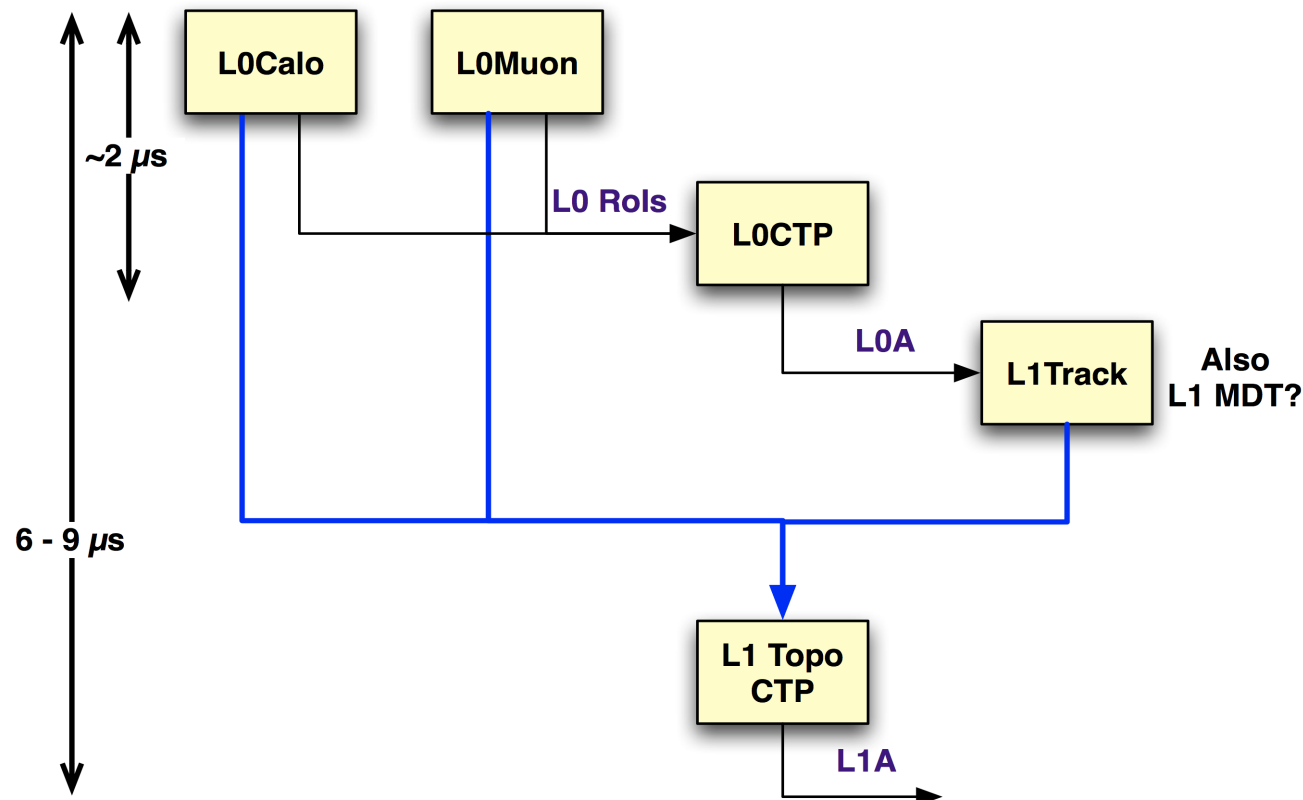 L0Calo
L0Muon
~2 µs
L0 RoIs
L0CTP
L0A
L1Track
Also
L1 MDT?
6 - 9 µs
L1 Topo
CTP
L1A